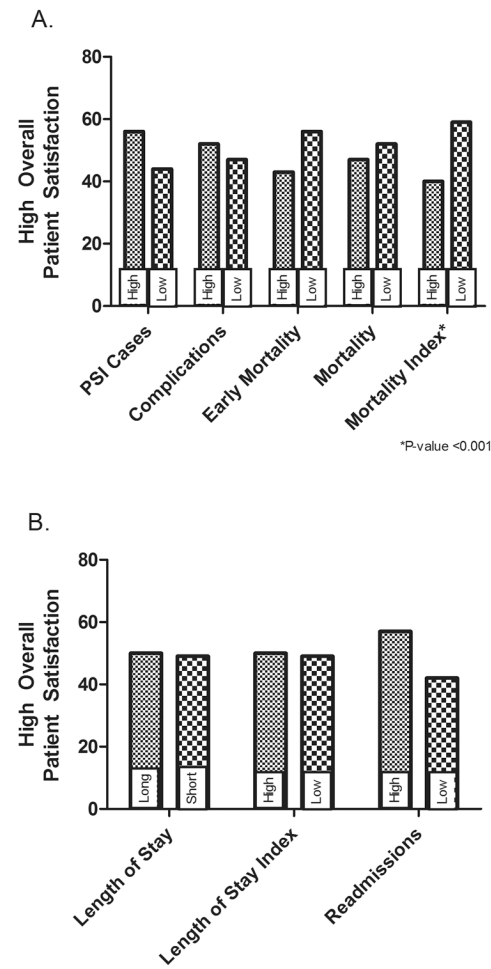 A.
High Overall
Patient Satisfaction
80
60
40
20
0
High Low High Low High Low High Low High Low
PSI Cases
Complications
Early Mortality
Mortality
Mortality Index*
*P-value <0.001
B.
High Overall
Patient Satisfaction
80
60
40
20
0
Long Short High Low High Low
Length of Stay
Length of Stay Index
Readmissions